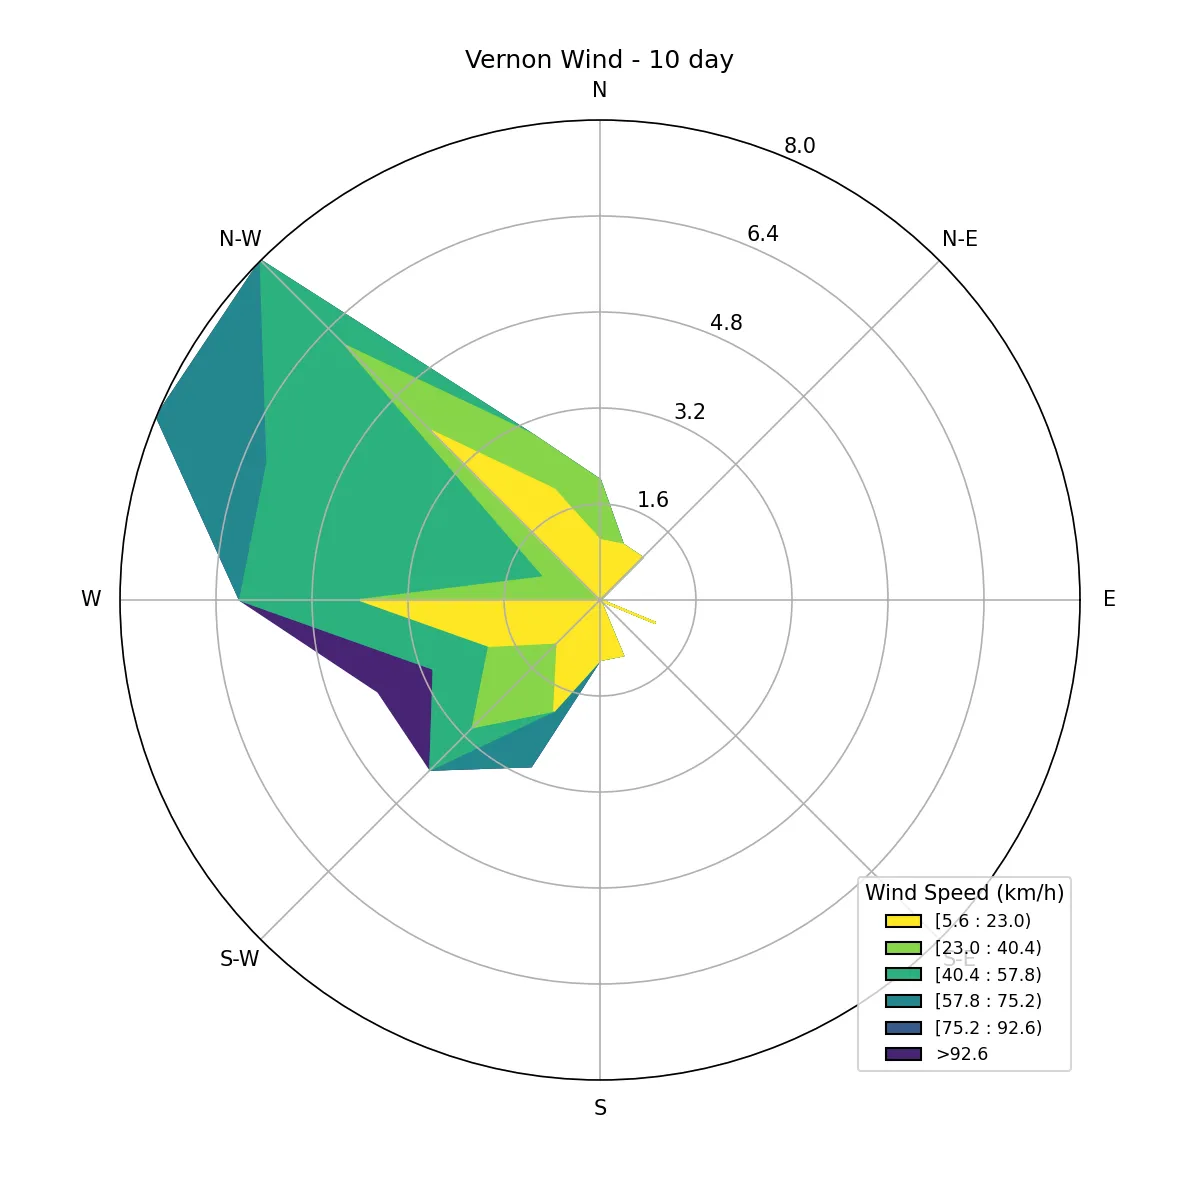 Vernon Wind - 10 day
N
8.0
N-W
6.4
N-E
4.8
3.2
1.6
W
E
S-W
S-E
S
Wind Speed (km/h)
[5.6 : 23.0)
[23.0 : 40.4)
[40.4 : 57.8)
[57.8 : 75.2)
[75.2 : 92.6)
>92.6